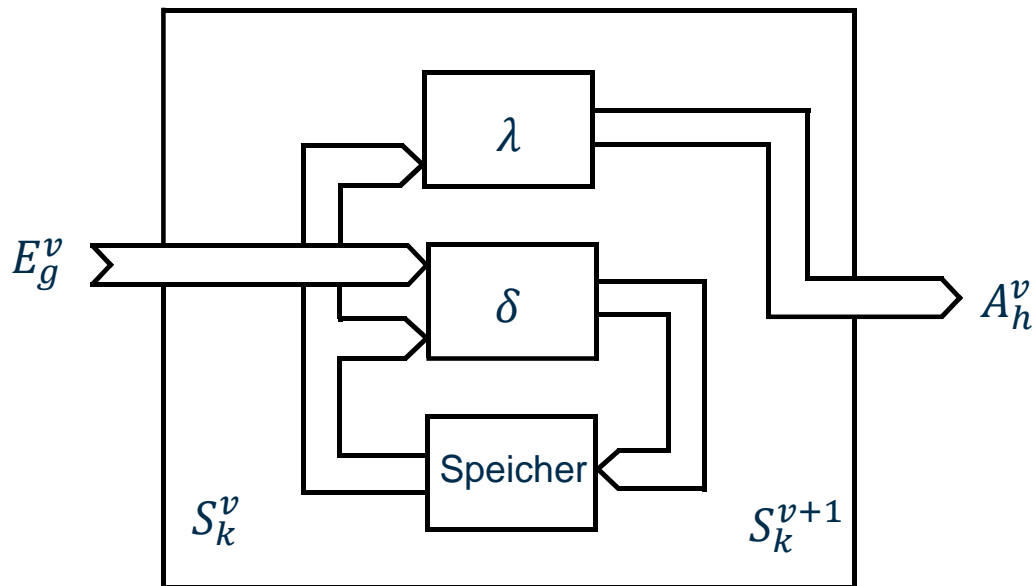 λ
E_g^v
δ
A_h^v
Speicher
S_k^v
S_k^{v+1}